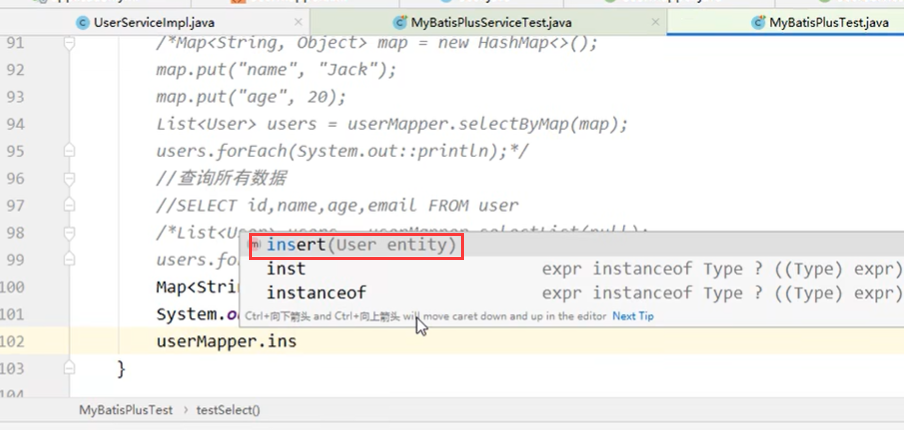 UserServiceImpl.java
MyBatisPlusServiceTest.java
MyBatisPlusTest.java
91 /*Map<String, Object> map = new HashMap<>();
92 map.put("name", "Jack");
93 map.put("age", 20);
94 List<User> users = userMapper.selectByMap(map);
95 users.forEach(System.out::println);*/
96 //查询所有数据
97 //SELECT id,name,age,email FROM user
98 /*List<User> users = userMapper.selectList(null);
insert(User entity)
99 users.fo
inst expr instanceof Type ? ((Type) expr)
100 Map<Strin
instanceof expr instanceof Type ? ((Type) expr)
101 System.o
Ctrl+向下箭头 and Ctrl+向上箭头 will move caret down and up in the editor Next Tip
102 userMapper.ins
103 }
104
MyBatisPlusTest › testSelect()